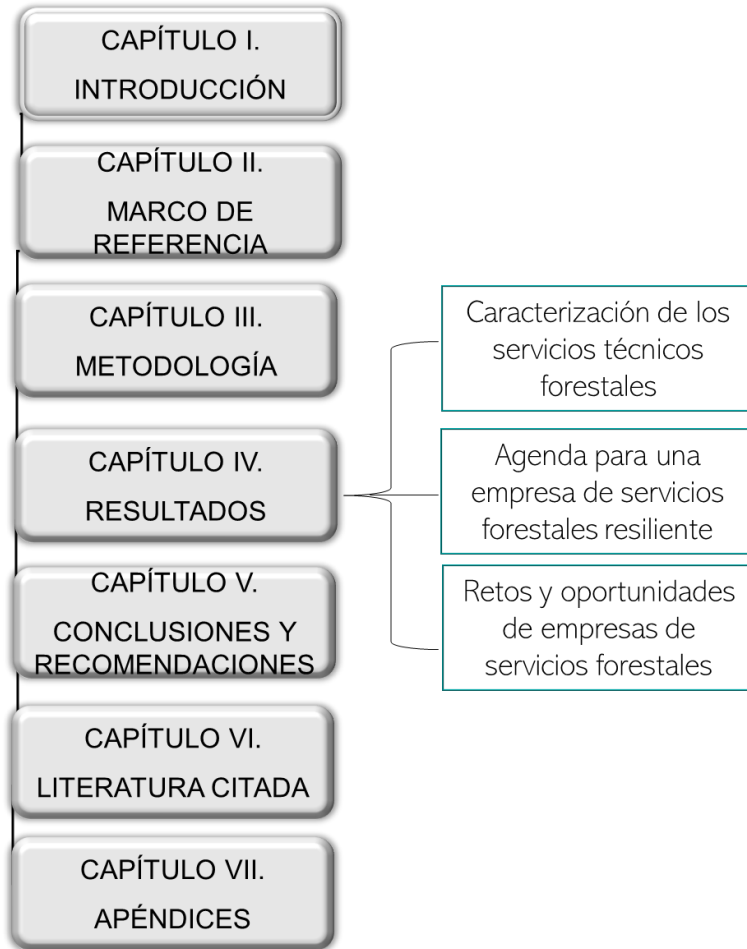 CAPÍTULO I.
INTRODUCCIÓN
CAPÍTULO II.
MARCO DE
REFERENCIA
CAPÍTULO III.
METODOLOGÍA
CAPÍTULO IV.
RESULTADOS
Caracterización de los
servicios técnicos
forestales
Agenda para una
empresa de servicios
forestales resiliente
Retos y oportunidades
de empresas de
servicios forestales
CAPÍTULO V.
CONCLUSIONES Y
RECOMENDACIONES
CAPÍTULO VI.
LITERATURA CITADA
CAPÍTULO VII.
APÉNDICES